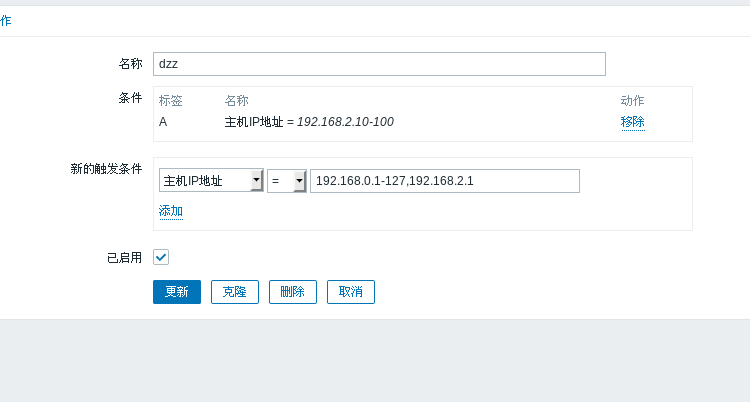 作
名称 dzz
条件 标签 名称 动作
A 主机IP地址 = 192.168.2.10-100 移除
新的触发条件 主机IP地址 = 192.168.0.1-127,192.168.2.1
添加
已启用
更新 克隆 删除 取消